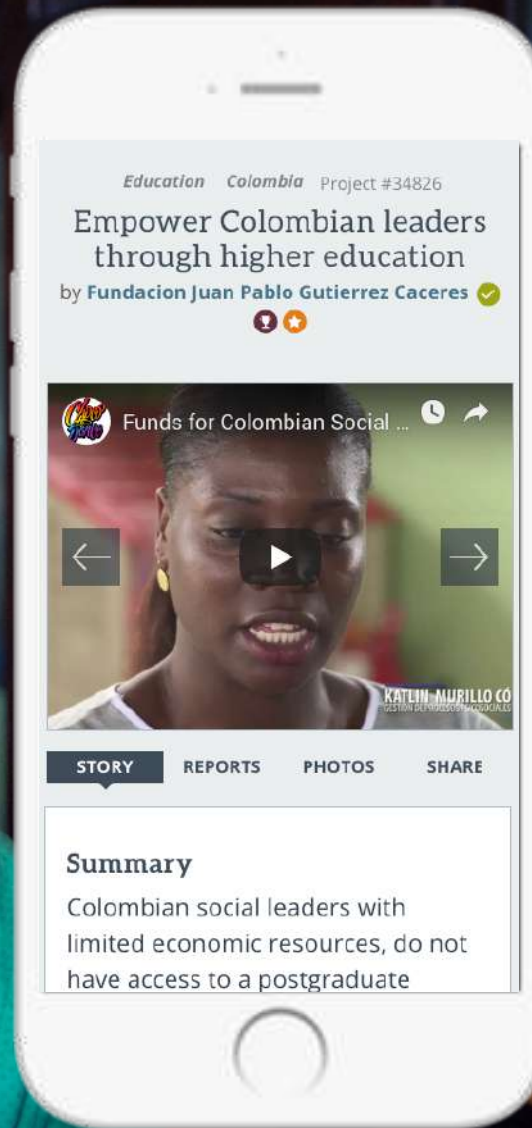 Education Colombia Project #34826
Empower Colombian leaders
through higher education
by Fundacion Juan Pablo Gutierrez Caceres
Funds for Colombian Social ...
KATLIN MURILLO CÓ
STORY REPORTS PHOTOS SHARE
Summary
Colombian social leaders with
limited economic resources, do not
have access to a postgraduate